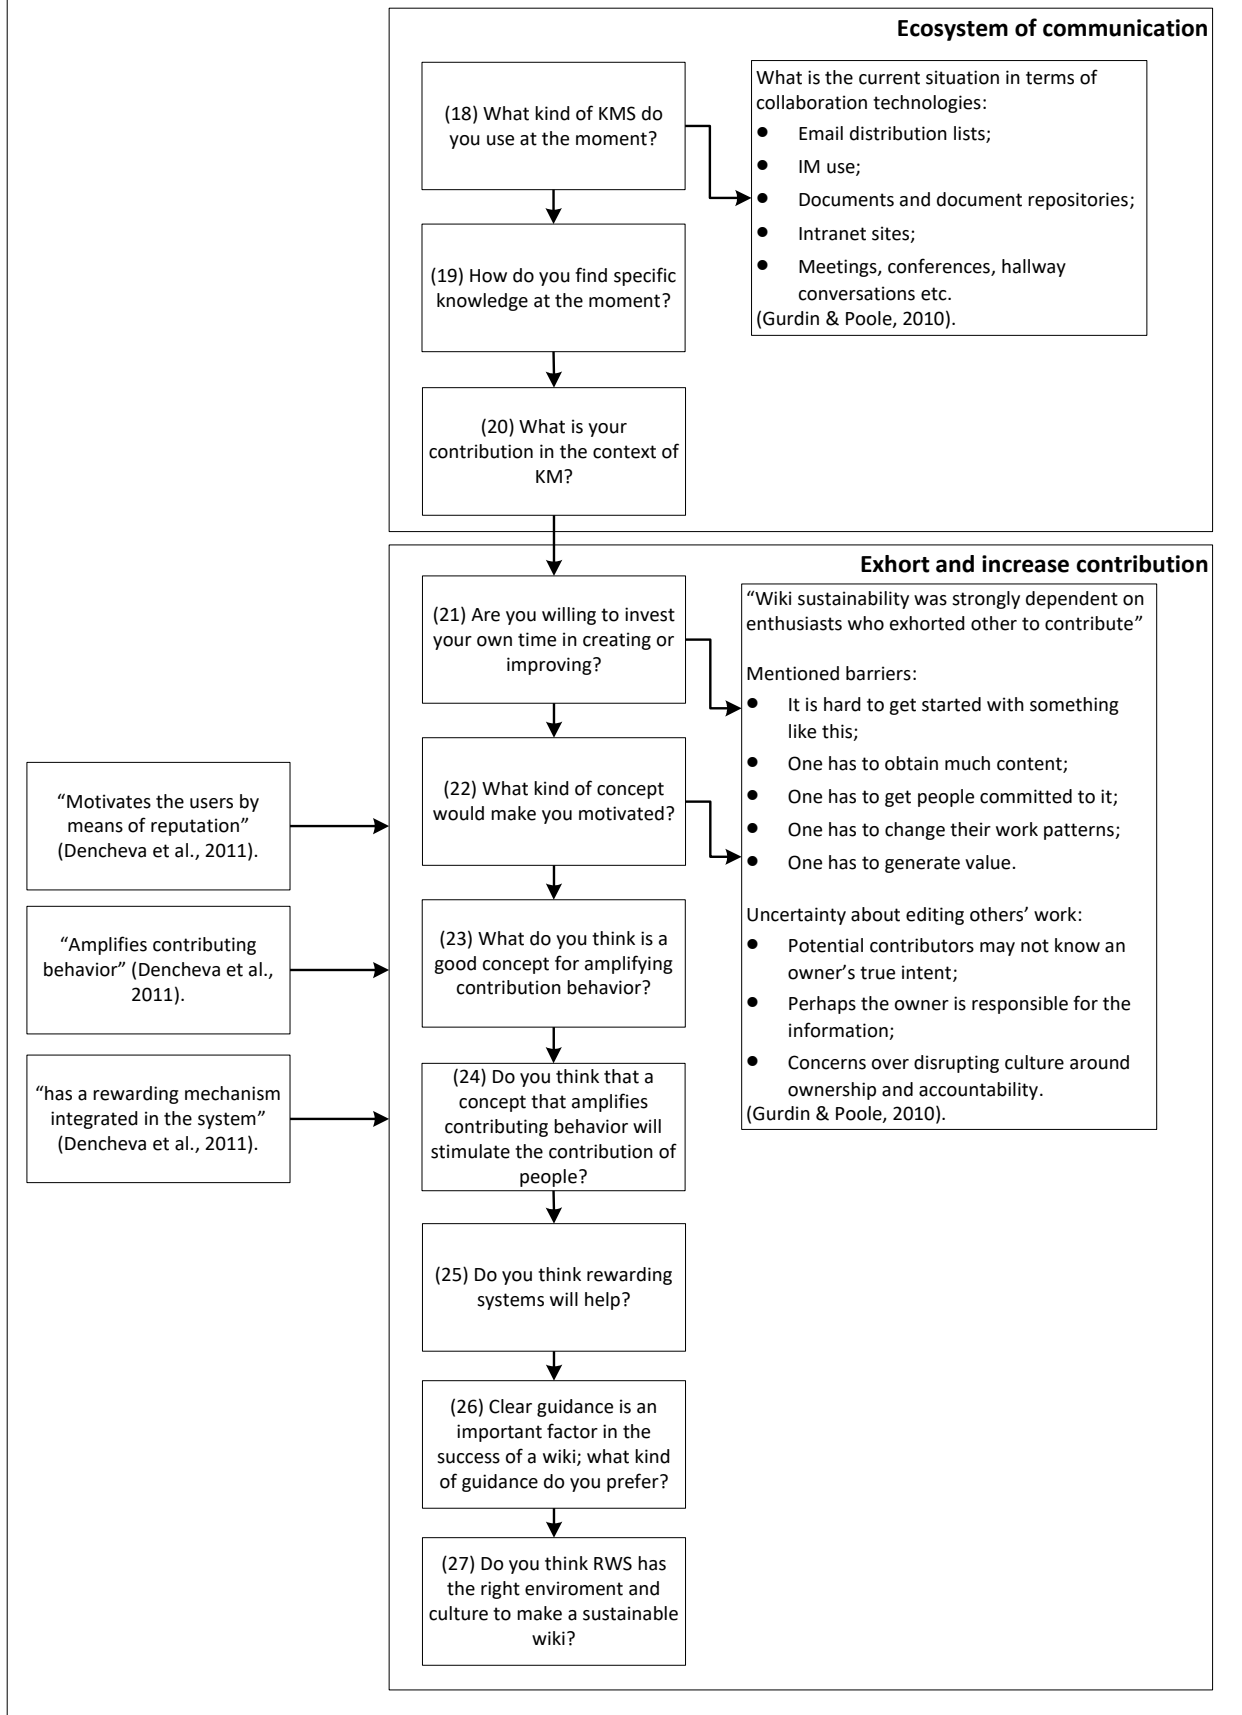 Ecosystem of communication
(18) What kind of KMS do
you use at the moment?
What is the current situation in terms of
collaboration technologies:
● Email distribution lists;
● IM use;
● Documents and document repositories;
● Intranet sites;
● Meetings, conferences, hallway
conversations etc.
(Gurdin & Poole, 2010).
(19) How do you find specific
knowledge at the moment?
(20) What is your
contribution in the context of
KM?
Exhort and increase contribution
(21) Are you willing to invest
your own time in creating or
improving?
“Wiki sustainability was strongly dependent on
enthusiasts who exhorted other to contribute”
Mentioned barriers:
● It is hard to get started with something
like this;
● One has to obtain much content;
● One has to get people committed to it;
● One has to change their work patterns;
● One has to generate value.
Uncertainty about editing others’ work:
● Potential contributors may not know an
owner’s true intent;
● Perhaps the owner is responsible for the
information;
● Concerns over disrupting culture around
ownership and accountability.
(Gurdin & Poole, 2010).
“Motivates the users by
means of reputation”
(Dencheva et al., 2011).
(22) What kind of concept
would make you motivated?
“Amplifies contributing
behavior” (Dencheva et al.,
2011).
(23) What do you think is a
good concept for amplifying
contribution behavior?
“has a rewarding mechanism
integrated in the system”
(Dencheva et al., 2011).
(24) Do you think that a
concept that amplifies
contributing behavior will
stimulate the contribution of
people?
(25) Do you think rewarding
systems will help?
(26) Clear guidance is an
important factor in the
success of a wiki; what kind
of guidance do you prefer?
(27) Do you think RWS has
the right enviroment and
culture to make a sustainable
wiki?